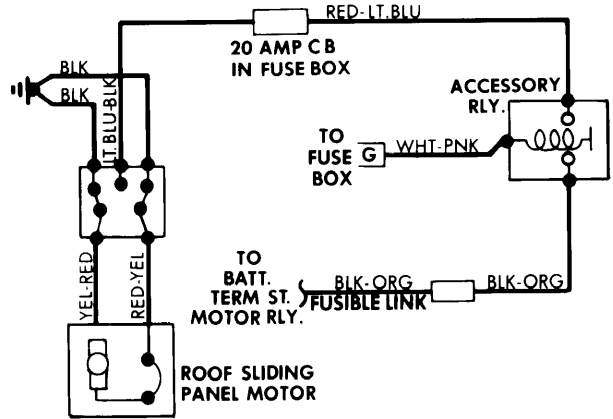 RED-LT.BLU
20 AMP C B
IN FUSE BOX
BLK
BLK
LT.BLU-BLK
ACCESSORY
RLY.
TO
FUSE
BOX
G
WHT-PNK
YEL-RED
RED-YEL
TO
BATT.
TERM ST.
MOTOR RLY.
BLK-ORG
FUSIBLE LINK
BLK-ORG
ROOF SLIDING
PANEL MOTOR